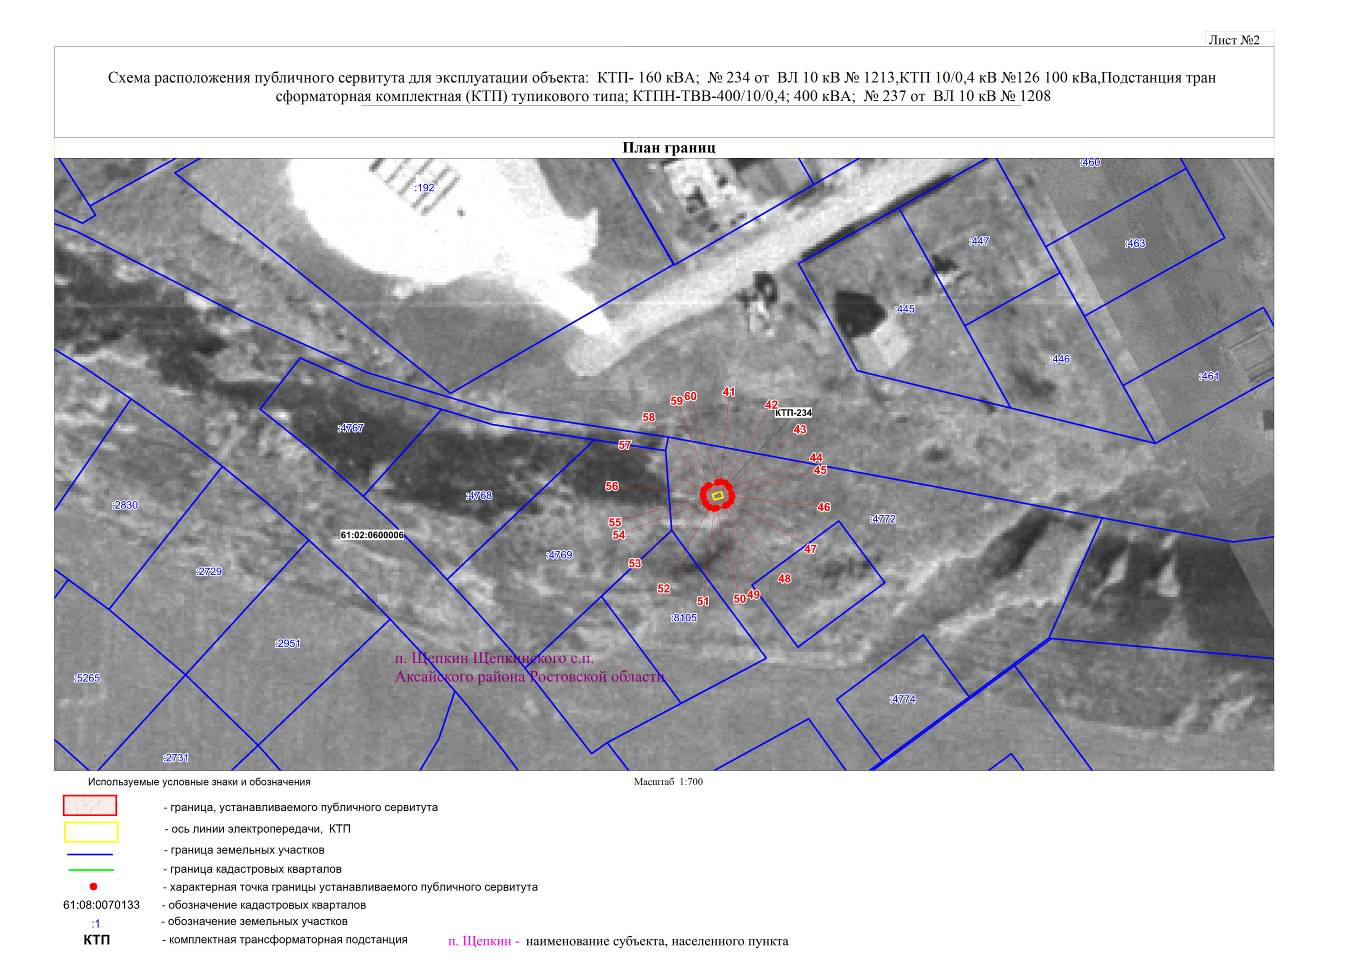 Лист №2
Схема расположения публичного сервитута для эксплуатации объекта: КТП- 160 кВА; № 234 от ВЛ 10 кВ № 1213,КТП 10/0,4 кВ №126 100 кВа,Подстанция тран
сформаторная комплектная (КТП) тупикового типа; КТПН-ТВВ-400/10/0,4; 400 кВА; № 237 от ВЛ 10 кВ № 1208
План границ
:460
:192
:447
:463
:445
:446
:461
41
60
59
42
КТП-234
58
43
:4767
57
44
45
56
:4768
:2830
46
:4772
55
54
61:02:0600006
47
:4769
53
:2729
48
52
49
50
51
:8105
:2951
п. Щепкин Щепкинского с.п.
Аксайского района Ростовской области
:5265
:4774
:2731
Используемые условные знаки и обозначения
Масштаб 1:700
- граница, устанавливаемого публичного сервитута
- ось линии электропередачи, КТП
- граница земельных участков
- граница кадастровых кварталов
- характерная точка границы устанавливаемого публичного сервитута
61:08:0070133 - обозначение кадастровых кварталов
:1 - обозначение земельных участков
КТП - комплектная трансформаторная подстанция
п. Щепкин - наименование субъекта, населенного пункта